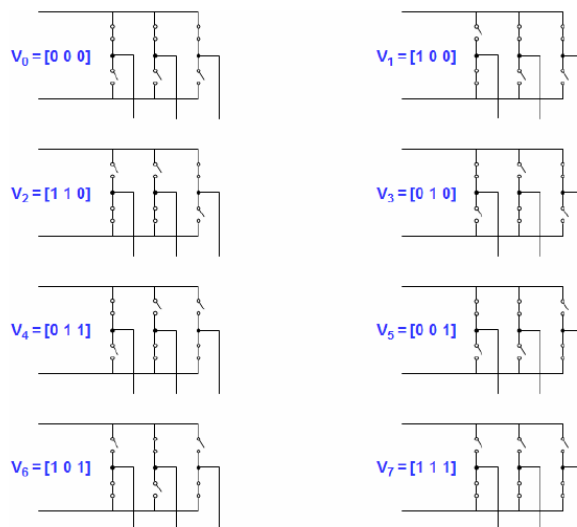 V₀ = [0 0 0]
V₁ = [1 0 0]
V₂ = [1 1 0]
V₃ = [0 1 0]
V₄ = [0 1 1]
V₅ = [0 0 1]
V₆ = [1 0 1]
V₇ = [1 1 1]